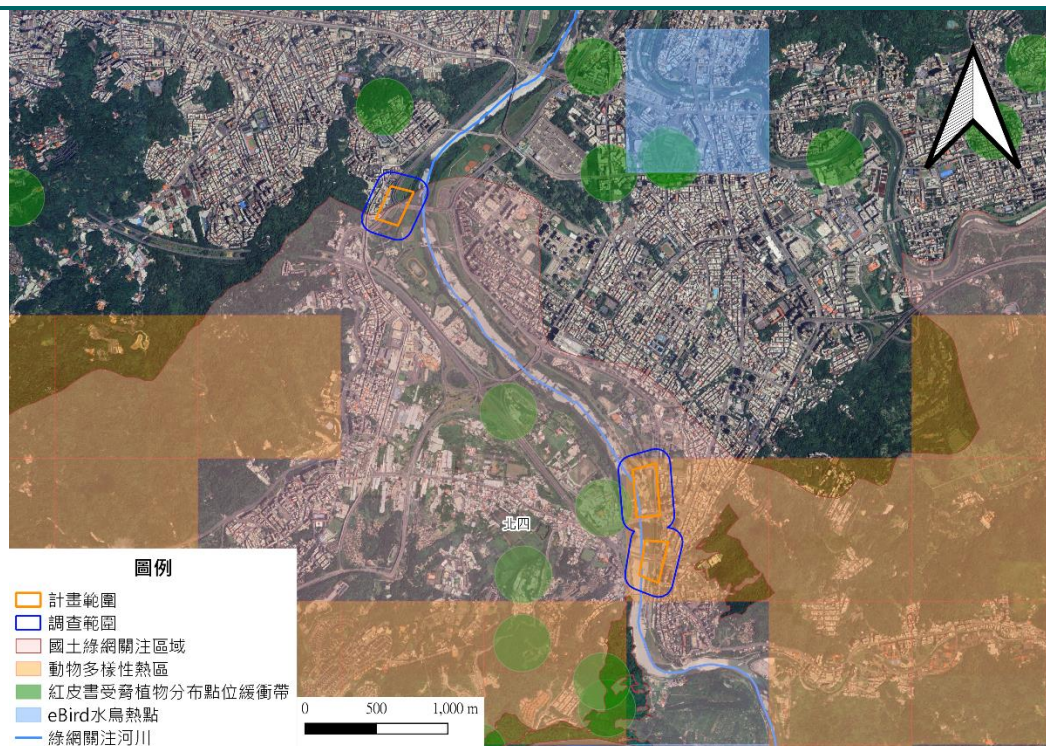 北四
圖例
計畫範圍
調查範圍
國土綠網關注區域
動物多樣性熱區
紅皮書受脅植物分布點位緩衝帶
eBird水鳥熱點
綠網關注河川
0 500 1,000 m